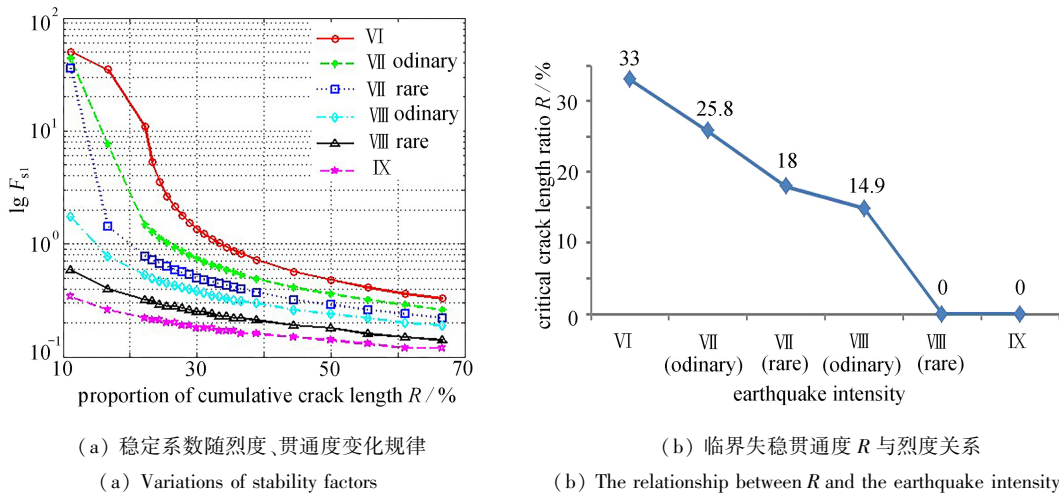 10²
10¹
10⁰
10⁻¹
lg Fs1
VI
VII odinary
VII rare
VIII odinary
VIII rare
IX
10 30 50 70
proportion of cumulative crack length R / %
(a) 稳定系数随烈度、贯通度变化规律
(a) Variations of stability factors
critical crack length ratio R / %
30
20
10
0
33
25.8
18
14.9
0
0
VI VII VII VIII VIII IX
(odinary) (rare) (odinary) (rare)
earthquake intensity
(b) 临界失稳贯通度 R 与烈度关系
(b) The relationship between R and the earthquake intensity